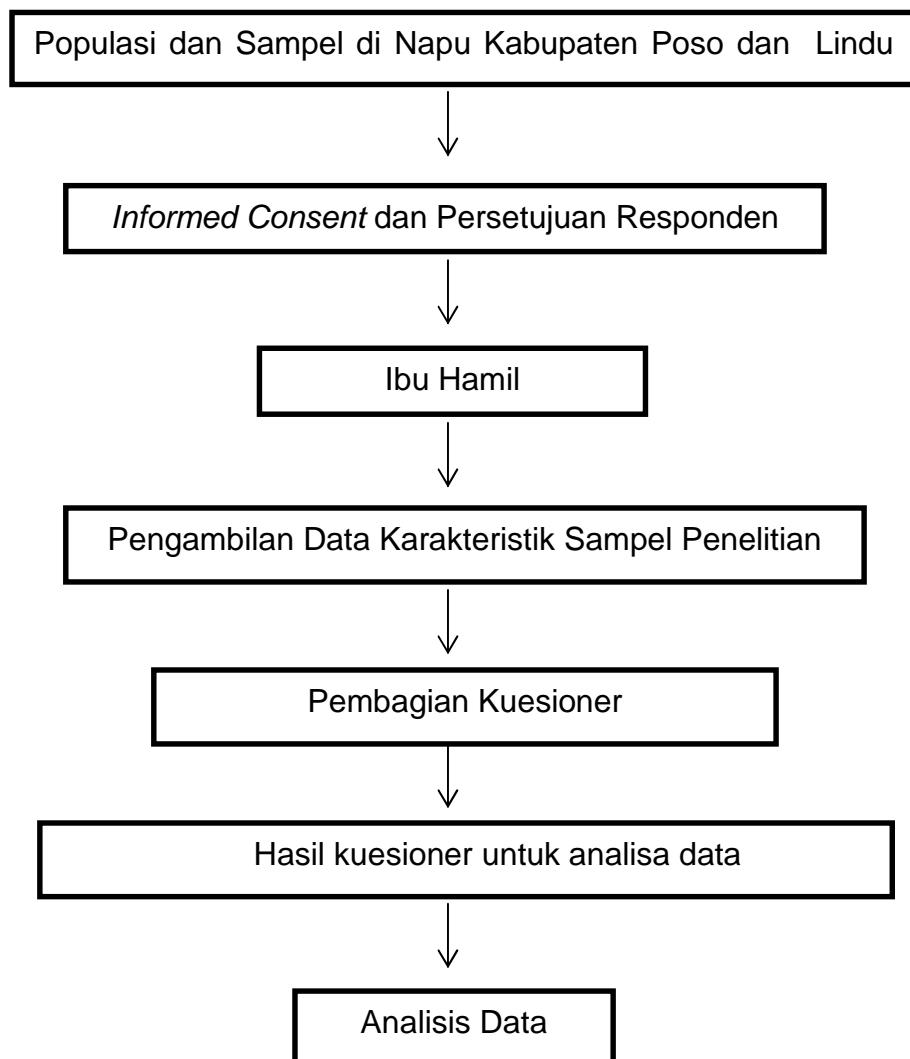 Populasi dan Sampel di Napu Kabupaten Poso dan Lindu
Informed Consent dan Persetujuan Responden
Ibu Hamil
Pengambilan Data Karakteristik Sampel Penelitian
Pembagian Kuesioner
Hasil kuesioner untuk analisa data
Analisis Data